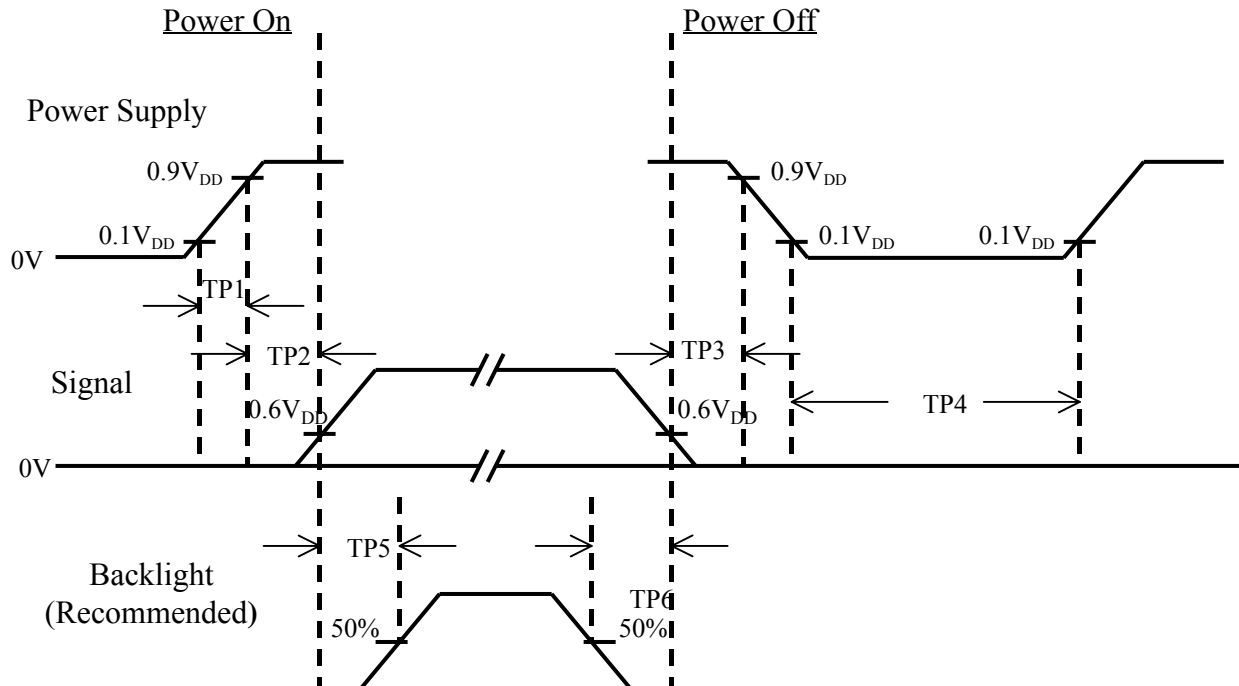 Power On
Power Off
Power Supply
0.9VDD
0.9VDD
0.1VDD
0.1VDD
0.1VDD
0V
TP1
TP2
TP3
Signal
TP4
0.6VDD
0.6VDD
0V
TP5
Backlight
(Recommended)
TP6
50%
50%